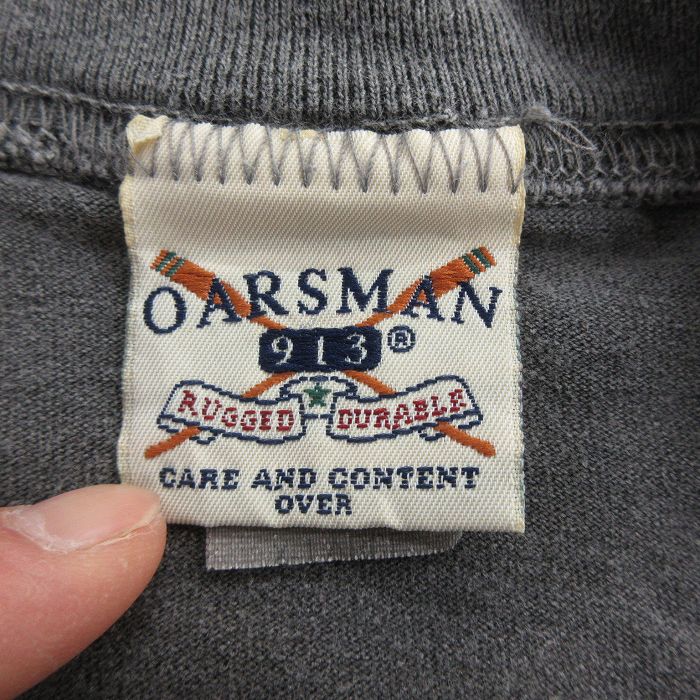 OARSMAN
913®
RUGGED DURABLE
CARE AND CONTENT
OVER